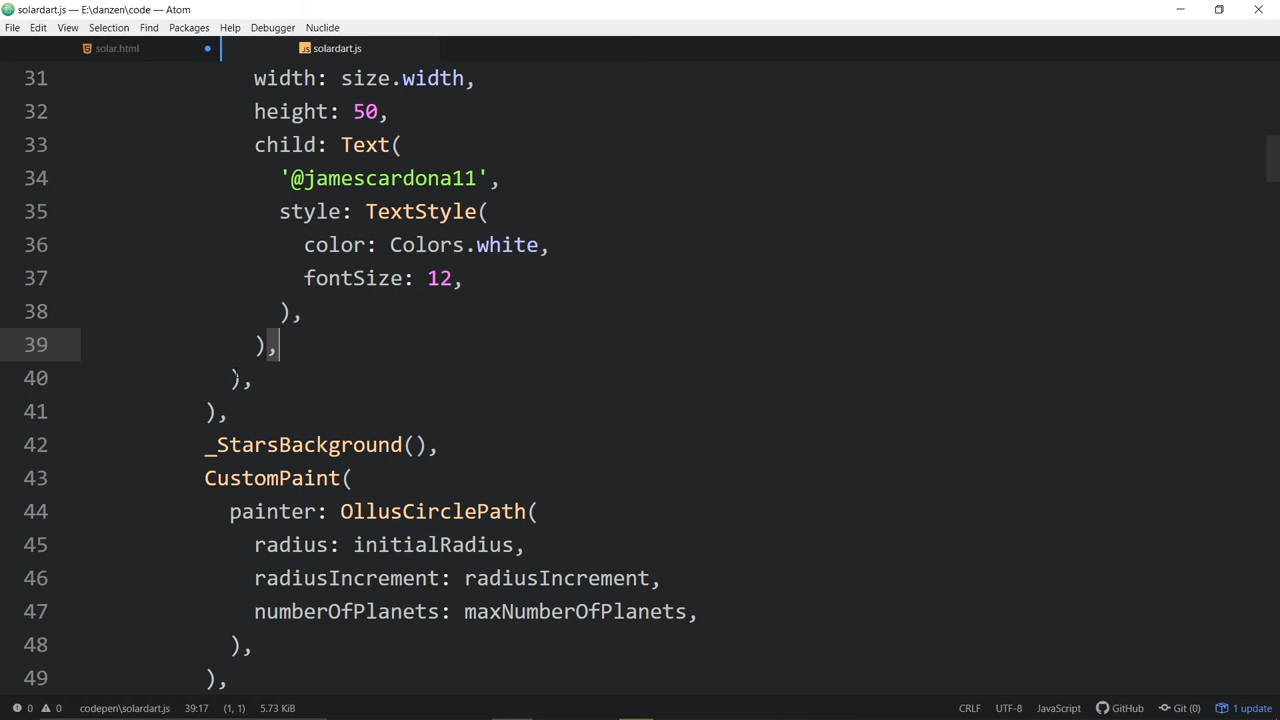 solardart.js — E:\danzen\code — Atom
File Edit View Selection Find Packages Help Debugger Nuclide
solar.html solardart.js
31 width: size.width,
32 height: 50,
33 child: Text(
34 '@jamescardona11',
35 style: TextStyle(
36 color: Colors.white,
37 fontSize: 12,
38 ),
39 ),
40 ),
41 ),
42 _StarsBackground(),
43 CustomPaint(
44 painter: OllusCirclePath(
45 radius: initialRadius,
46 radiusIncrement: radiusIncrement,
47 numberOfPlanets: maxNumberOfPlanets,
48 ),
49 ),
0 0 codepen\solardart.js 39:17 (1, 1) 5.73 KiB CRLF UTF-8 JavaScript GitHub Git (0) 1 update